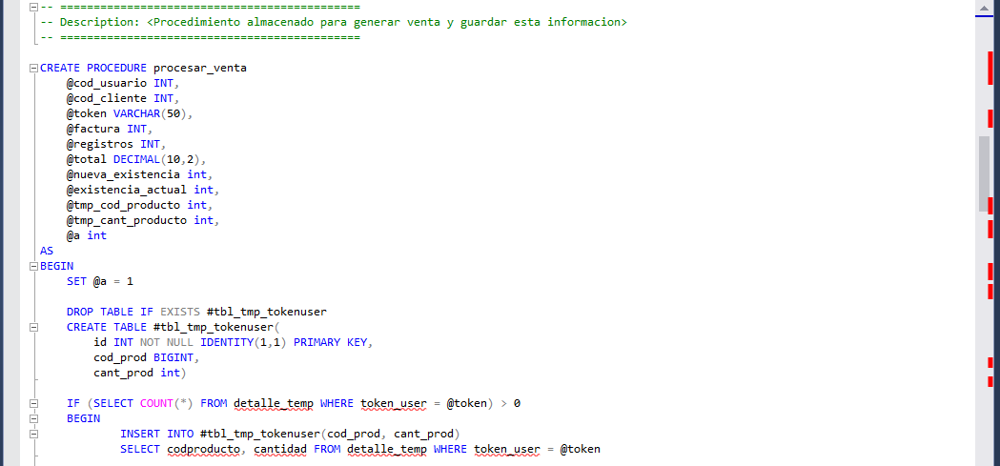 -- =============================================
-- Description: <Procedimiento almacenado para generar venta y guardar esta informacion>
-- =============================================
CREATE PROCEDURE procesar_venta
@cod_usuario INT,
@cod_cliente INT,
@token VARCHAR(50),
@factura INT,
@registros INT,
@total DECIMAL(10,2),
@nueva_existencia int,
@existencia_actual int,
@tmp_cod_producto int,
@tmp_cant_producto int,
@a int
AS
BEGIN
SET @a = 1
DROP TABLE IF EXISTS #tbl_tmp_tokenuser
CREATE TABLE #tbl_tmp_tokenuser(
id INT NOT NULL IDENTITY(1,1) PRIMARY KEY,
cod_prod BIGINT,
cant_prod int)
IF (SELECT COUNT(*) FROM detalle_temp WHERE token_user = @token) > 0
BEGIN
INSERT INTO #tbl_tmp_tokenuser(cod_prod, cant_prod)
SELECT codproducto, cantidad FROM detalle_temp WHERE token_user = @token